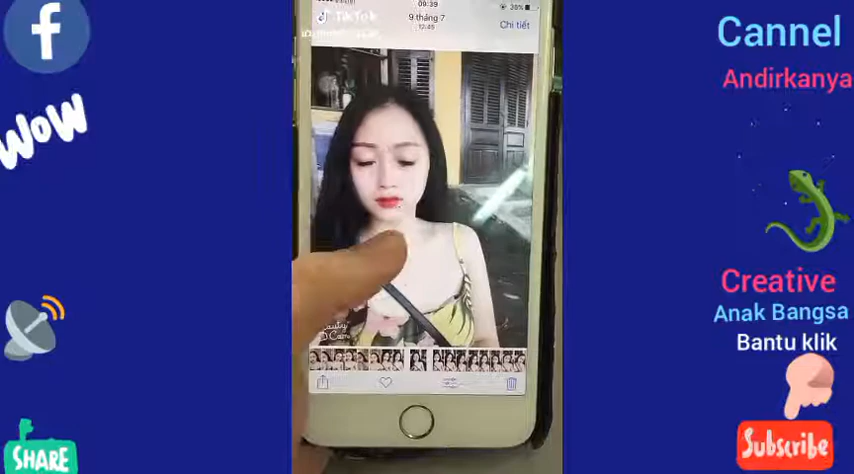 f
WOW
SHARE
TikTok
09:39
38%
9 tháng 7
12:45
Chi tiết
Cannel
Andirkanya
Creative
Anak Bangsa
Bantu klik
Subscribe